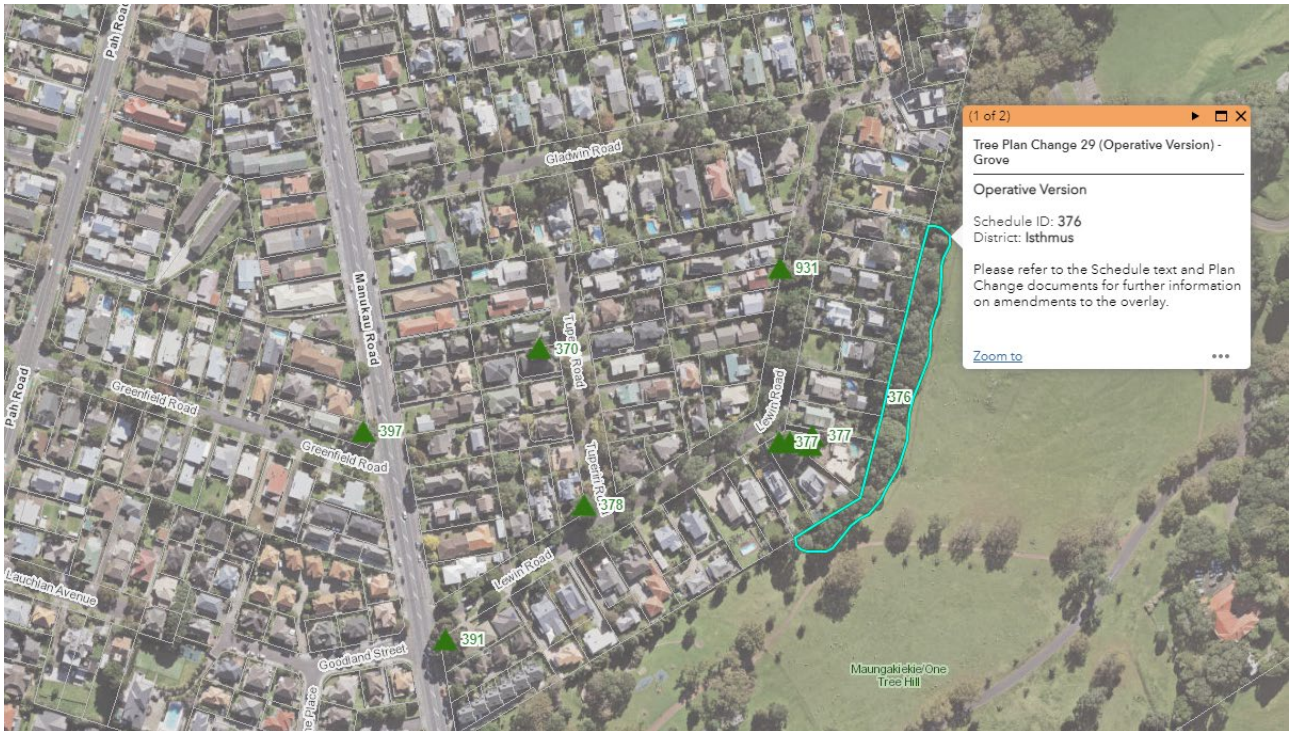 Pah Road
(1 of 2)
Tree Plan Change 29 (Operative Version) -
Grove
Operative Version
Schedule ID: 376
District: Isthmus
Please refer to the Schedule text and Plan
Change documents for further information
on amendments to the overlay.
Zoom to
Gladwin Road
931
Manukau Road
370
Tuperiri Road
Pah Road
Greenfield Road
376
Lewin Road
397
377
377
Greenfield Road
Tuperiri Road
378
Lewin Road
Lauchlan Avenue
391
Goodland Street
Maungakiekie/One
Tree Hill
Place